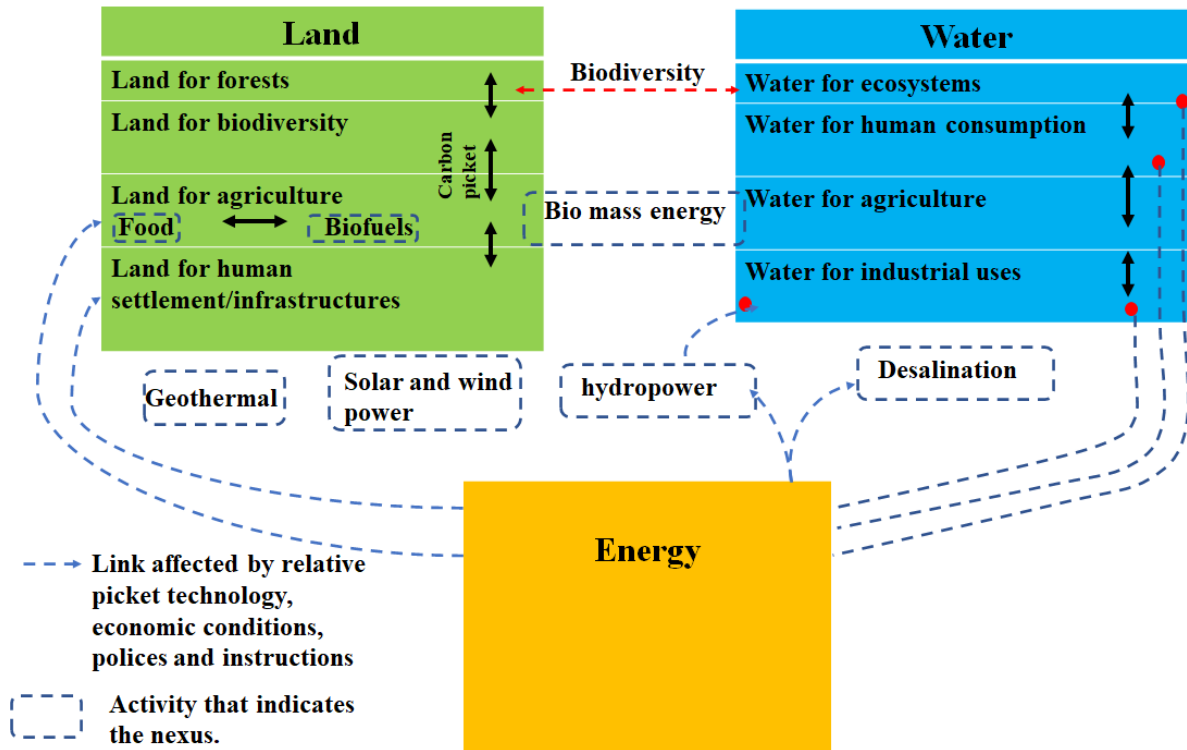 Land
Land for forests
Land for biodiversity
Carbon
picket
Land for agriculture
Food
Biofuels
Land for human
settlement/infrastructures
Biodiversity
Bio mass energy
Water
Water for ecosystems
Water for human consumption
Water for agriculture
Water for industrial uses
Geothermal
Solar and wind
power
hydropower
Desalination
Energy
Link affected by relative
picket technology,
economic conditions,
polices and instructions
Activity that indicates
the nexus.